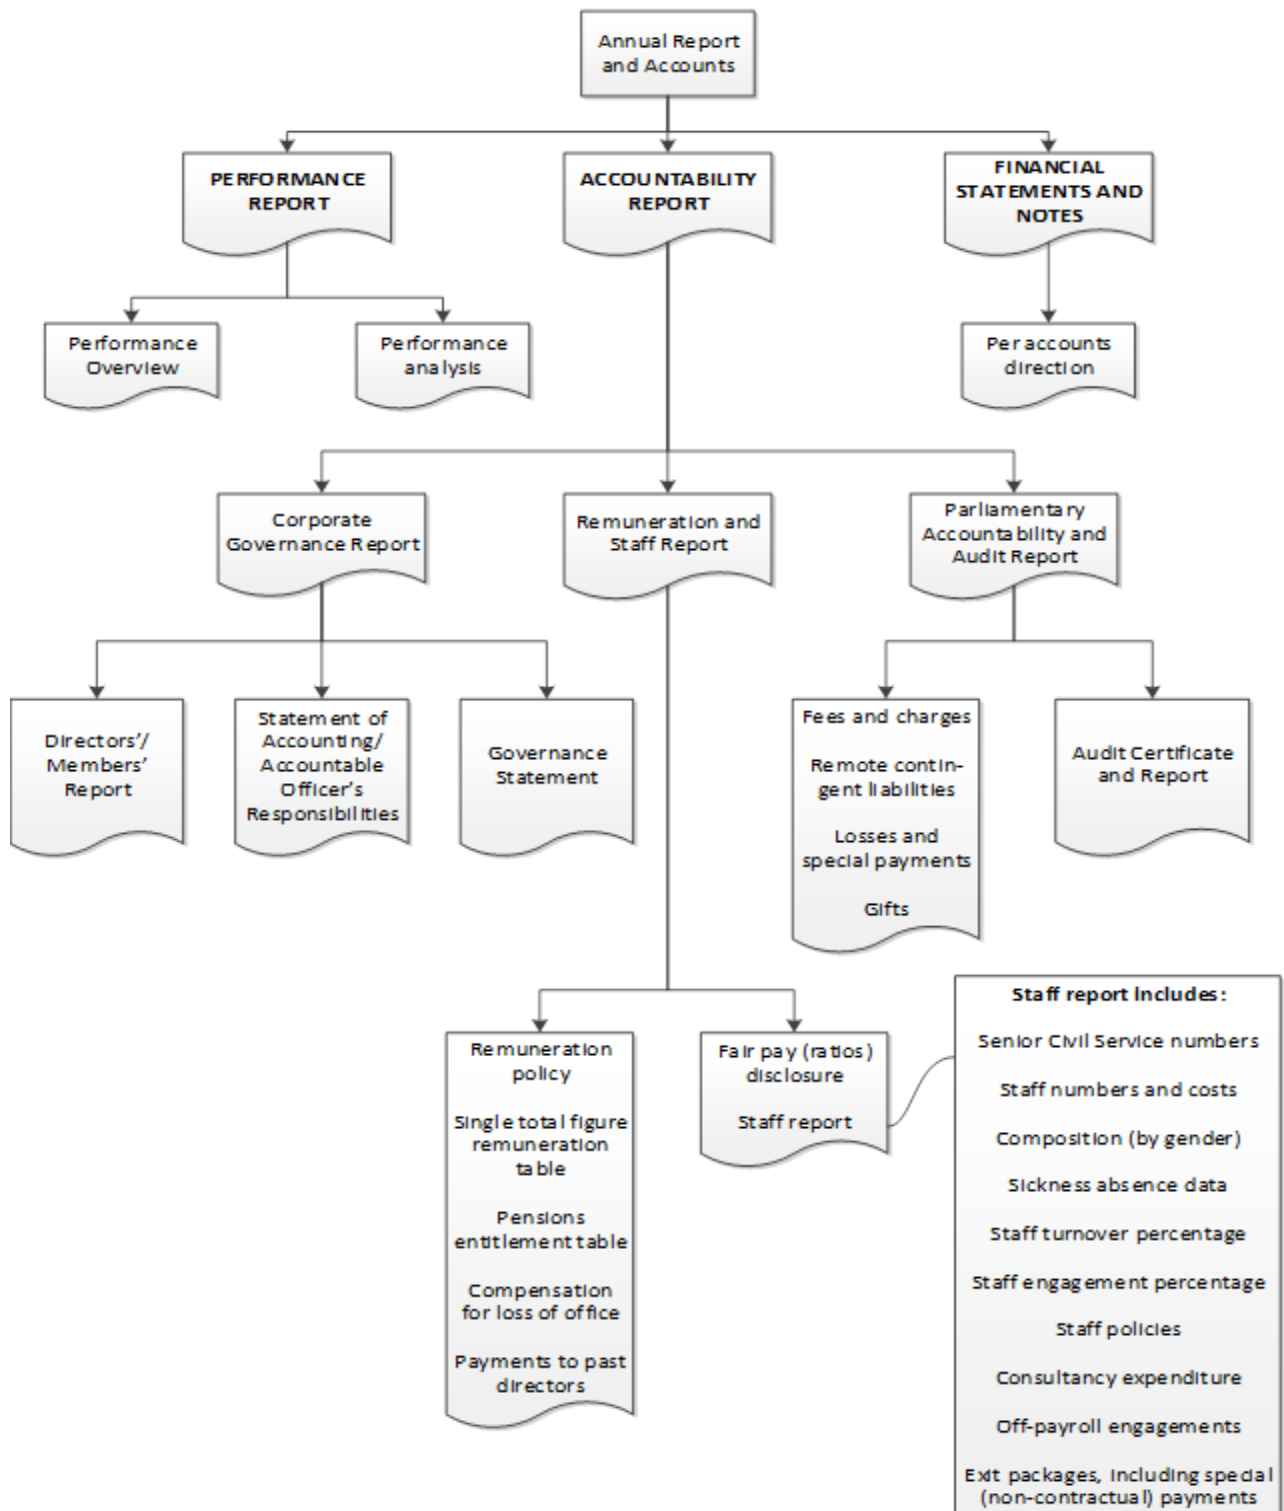 Annual Report
and Accounts
PERFORMANCE
REPORT
ACCOUNTABILITY
REPORT
FINANCIAL
STATEMENTS AND
NOTES
Performance
Overview
Performance
analysis
Per accounts
direction
Corporate
Governance Report
Remuneration and
Staff Report
Parliamentary
Accountability and
Audit Report
Directors’/
Members’
Report
Statement of
Accounting/
Accountable
Officer’s
Responsibilities
Governance
Statement
Fees and charges
Remote contin-
gent liabilities
Losses and
special payments
Gifts
Audit Certificate
and Report
Remuneration
policy
Single total figure
remuneration
table
Pensions
entitlement table
Compensation
for loss of office
Payments to past
directors
Fair pay (ratios)
disclosure
Staff report
Staff report includes:
Senior Civil Service numbers
Staff numbers and costs
Composition (by gender)
Sickness absence data
Staff turnover percentage
Staff engagement percentage
Staff policies
Consultancy expenditure
Off-payroll engagements
Exit packages, including special
(non-contractual) payments